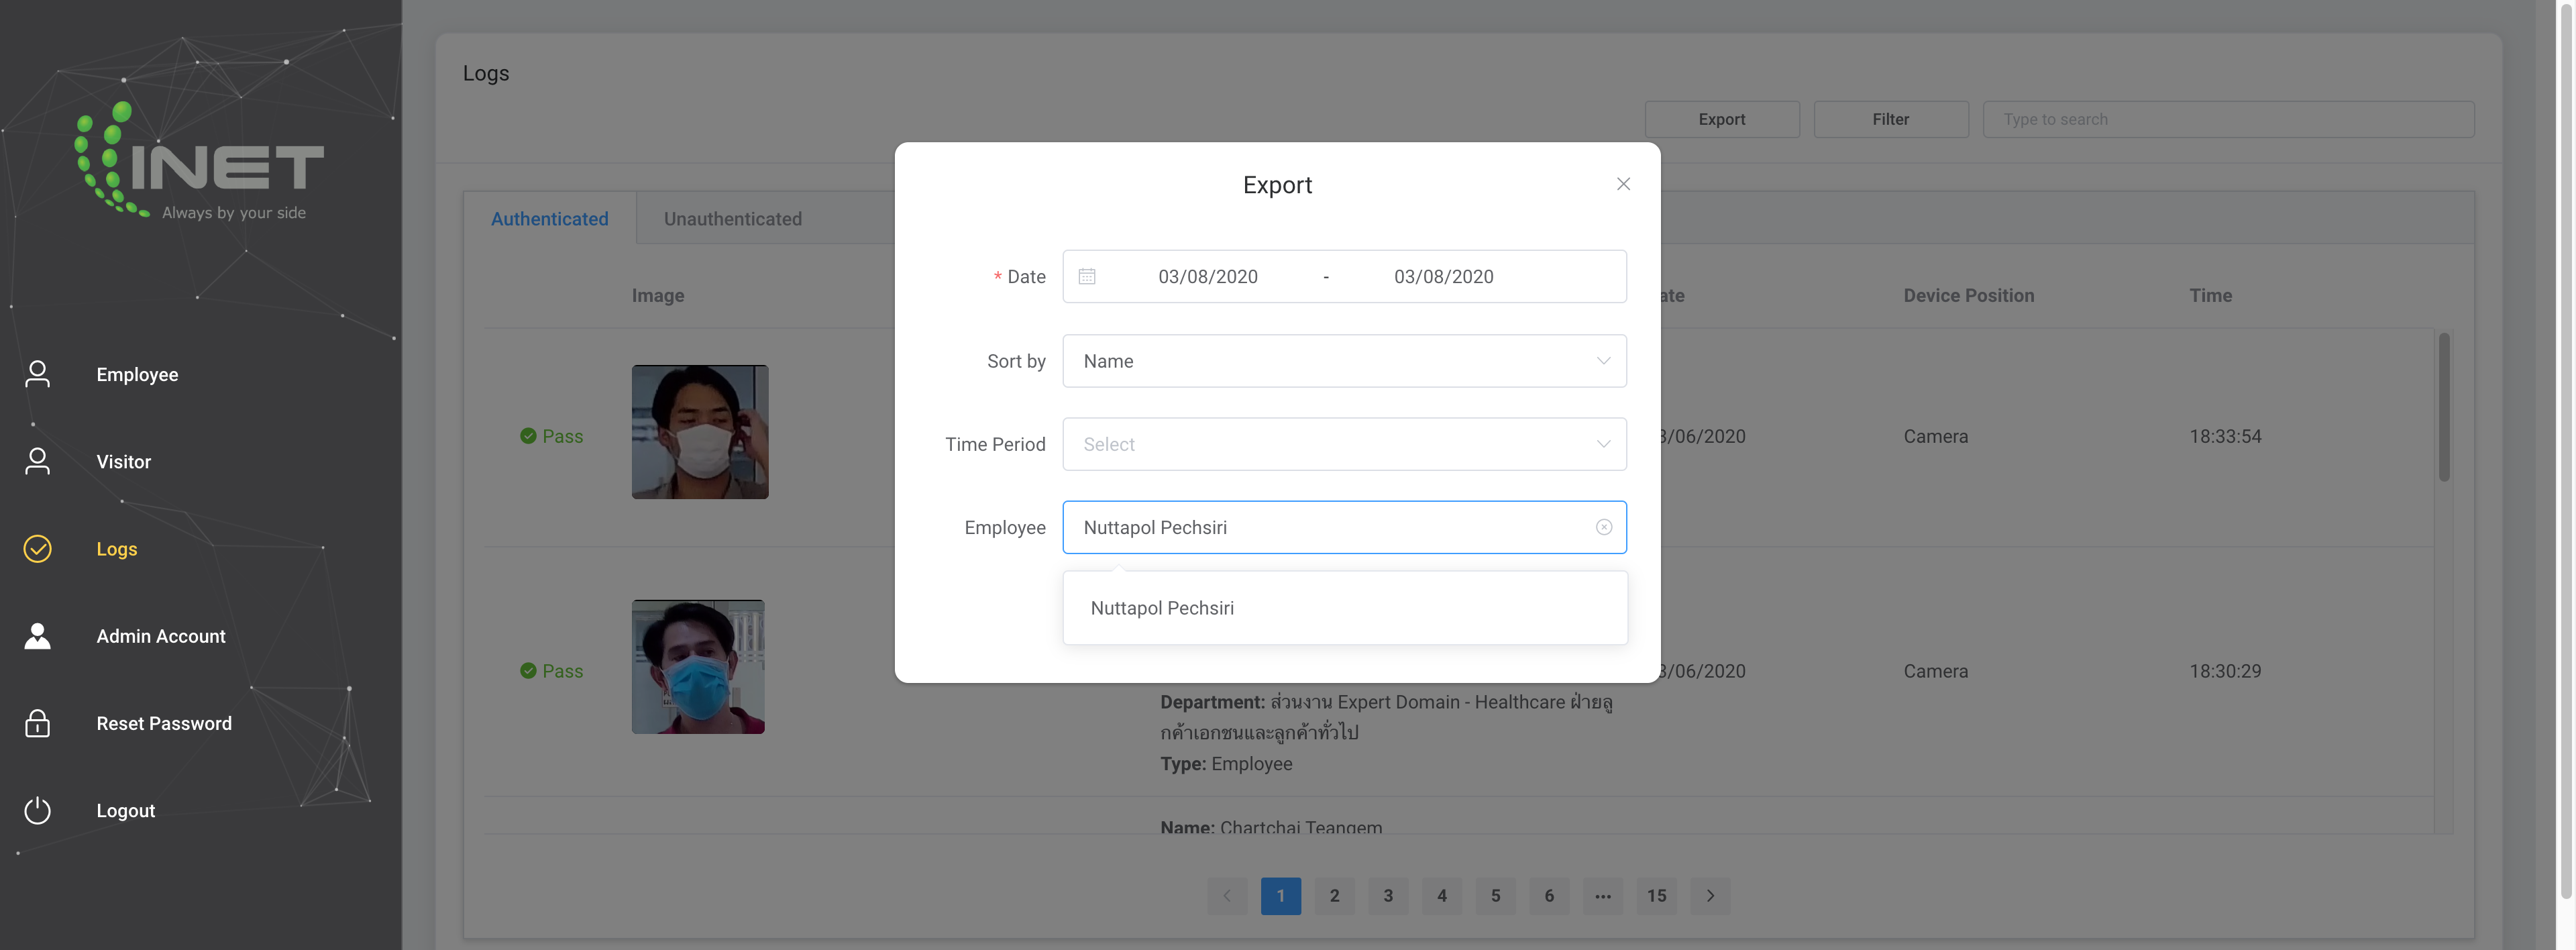 INET
Always by your side
Employee
Visitor
Logs
Admin Account
Reset Password
Logout
Logs
Export
Filter
Type to search
Authenticated
Unauthenticated
Image
Device Position
Time
Pass
/06/2020
Camera
18:33:54
Pass
/06/2020
Camera
18:30:29
Department: ส่วนงาน Expert Domain - Healthcare ฝ่ายลู
กค้าเอกชนและลูกค้าทั่วไป
Type: Employee
Name: Chartchai Teangem
1
2
3
4
5
6
•••
15
Export
* Date
03/08/2020 - 03/08/2020
Sort by
Name
Time Period
Select
Employee
Nuttapol Pechsiri
Nuttapol Pechsiri